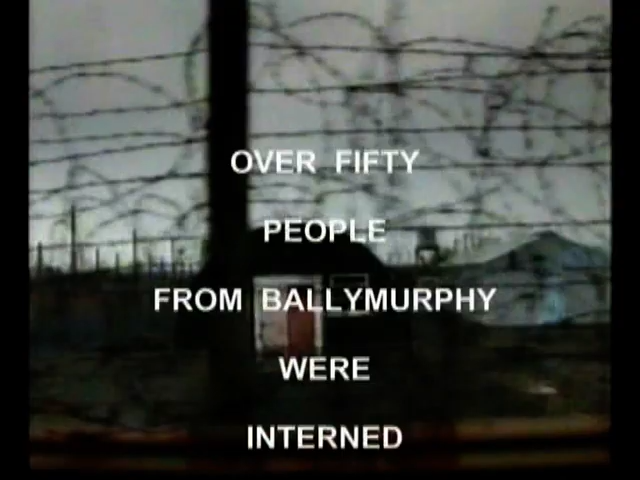 OVER FIFTY
PEOPLE
FROM BALLYMURPHY
WERE
INTERNED